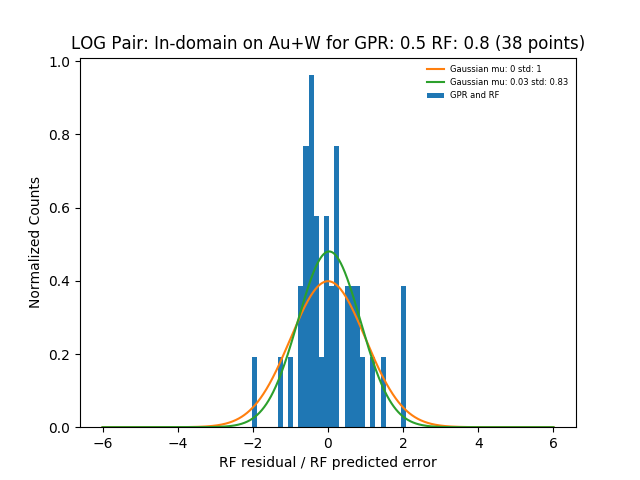 LOG Pair: In-domain on Au+W for GPR: 0.5 RF: 0.8 (38 points)
Gaussian mu: 0 std: 1
Gaussian mu: 0.03 std: 0.83
GPR and RF
Normalized Counts
1.0
0.8
0.6
0.4
0.2
0.0
−6 −4 −2 0 2 4 6
RF residual / RF predicted error